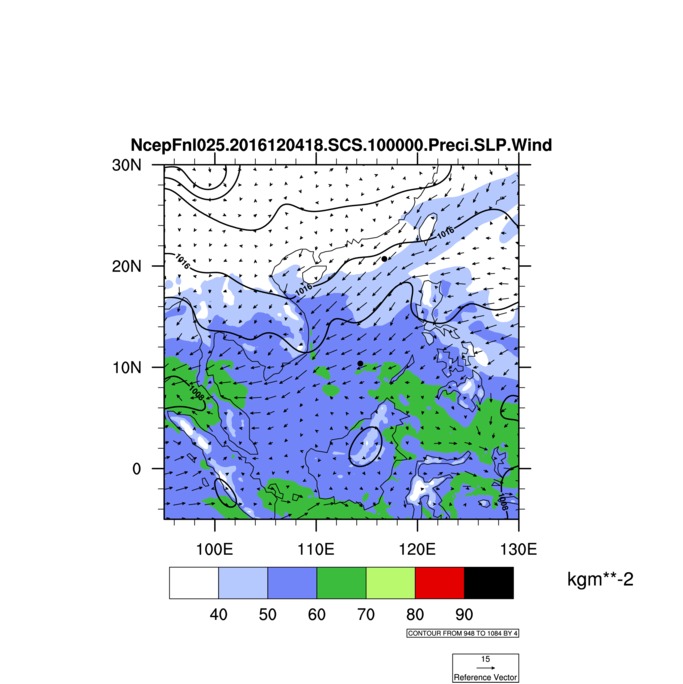 NcepFnl025.2016120418.SCS.100000.Preci.SLP.Wind
30N
20N
10N
0
1016
1016
1016
1008
1008
100E 110E 120E 130E
kgm**-2
40 50 60 70 80 90
CONTOUR FROM 948 TO 1084 BY 4
15
Reference Vector